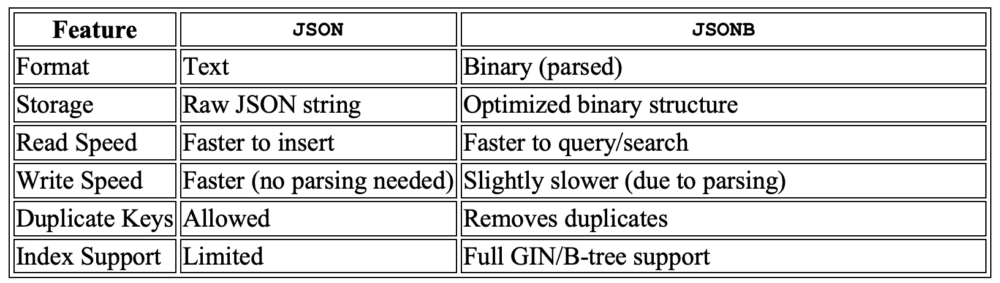 Feature JSON JSONB
Format Text Binary (parsed)
Storage Raw JSON string Optimized binary structure
Read Speed Faster to insert Faster to query/search
Write Speed Faster (no parsing needed) Slightly slower (due to parsing)
Duplicate Keys Allowed Removes duplicates
Index Support Limited Full GIN/B-tree support